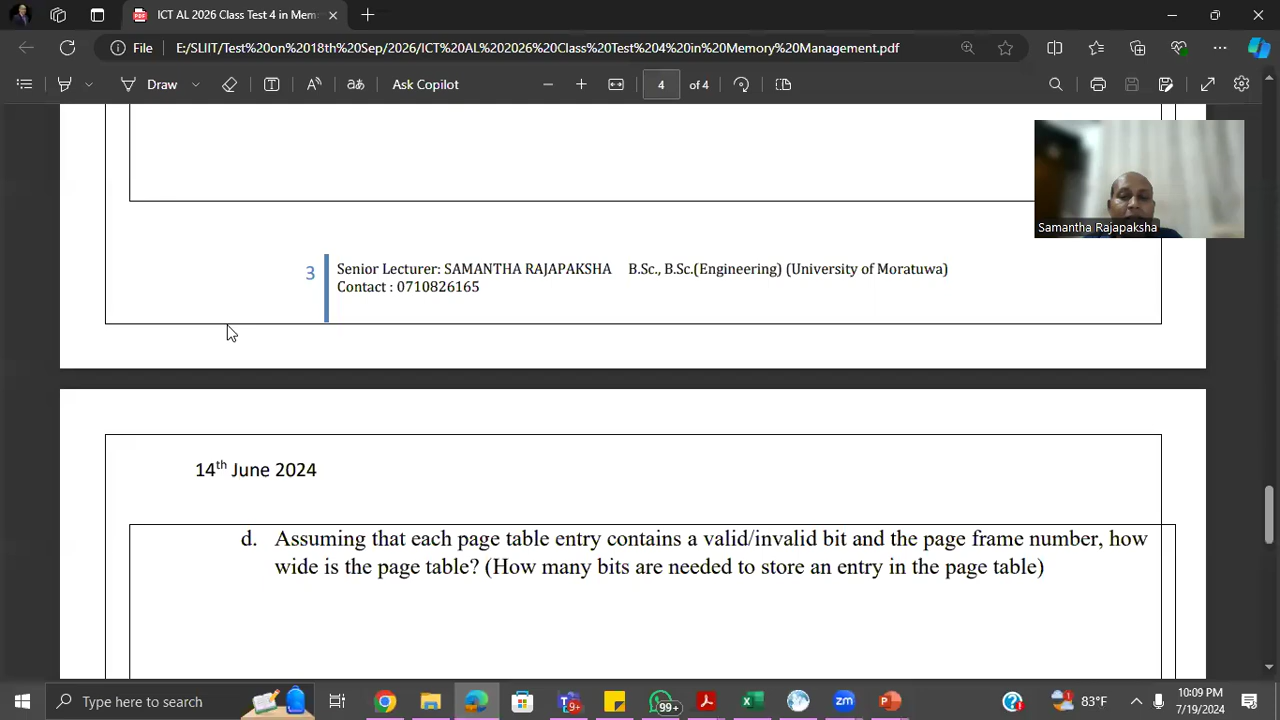 ICT AL 2026 Class Test 4 in Mem
File E:/SLIIT/Test%20on%2018th%20Sep/2026/ICT%20AL%202026%20Class%20Test%204%20in%20Memory%20Management.pdf
Draw aあ Ask Copilot 4 of 4
Samantha Rajapaksha
3 Senior Lecturer: SAMANTHA RAJAPAKSHA B.Sc., B.Sc.(Engineering) (University of Moratuwa)
Contact : 0710826165
14th June 2024
d. Assuming that each page table entry contains a valid/invalid bit and the page frame number, how
wide is the page table? (How many bits are needed to store an entry in the page table)
Type here to search 9+ 99+ zm 83°F 10:09 PM
7/19/2024